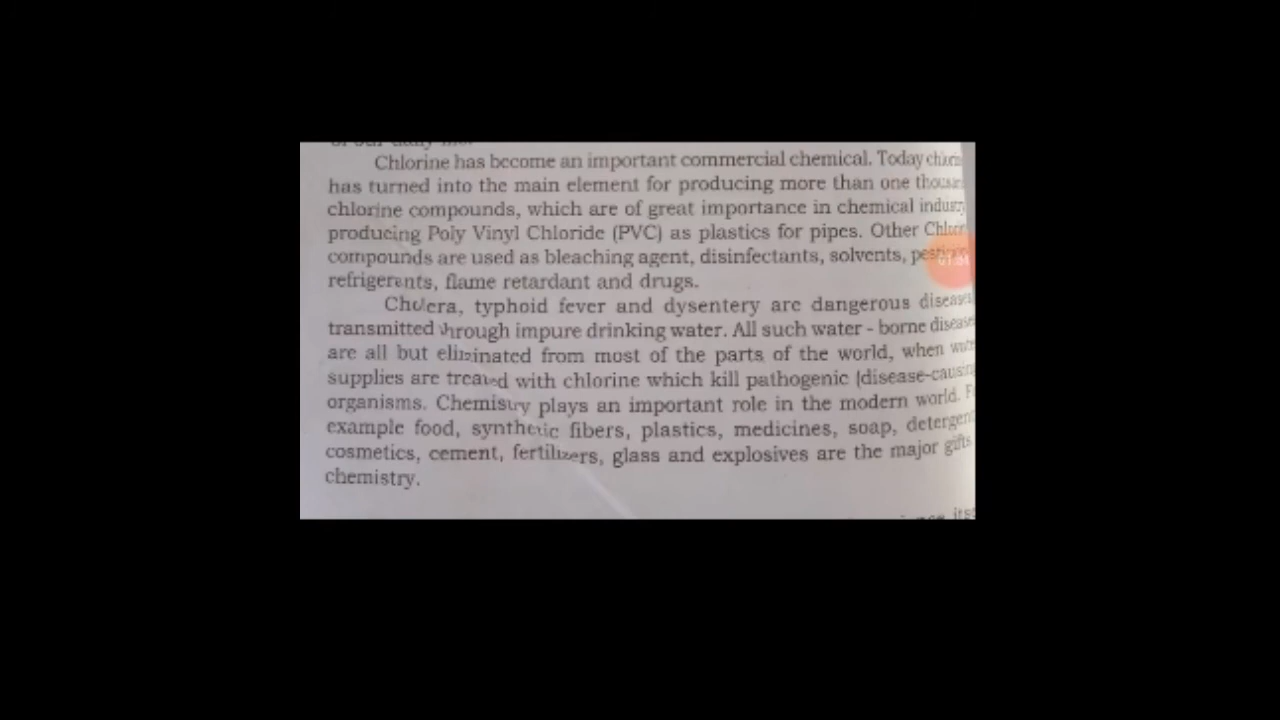 Chlorine has become an important commercial chemical. Today
has turned into the main element for producing more than one
chlorine compounds, which are of great importance in chemical
producing Poly Vinyl Chloride (PVC) as plastics for pipes. Other
compounds are used as bleaching agent, disinfectants, solvents,
refrigerants, flame retardant and drugs.
Cholera, typhoid fever and dysentery are dangerous
transmitted through impure drinking water. All such water - borne
are all but eliminated from most of the parts of the world, when
supplies are treated with chlorine which kill pathogenic
organisms. Chemistry plays an important role in the modern world.
example food, synthetic fibers, plastics, medicines, soap,
cosmetics, cement, fertilizers, glass and explosives are the major gifts
chemistry.